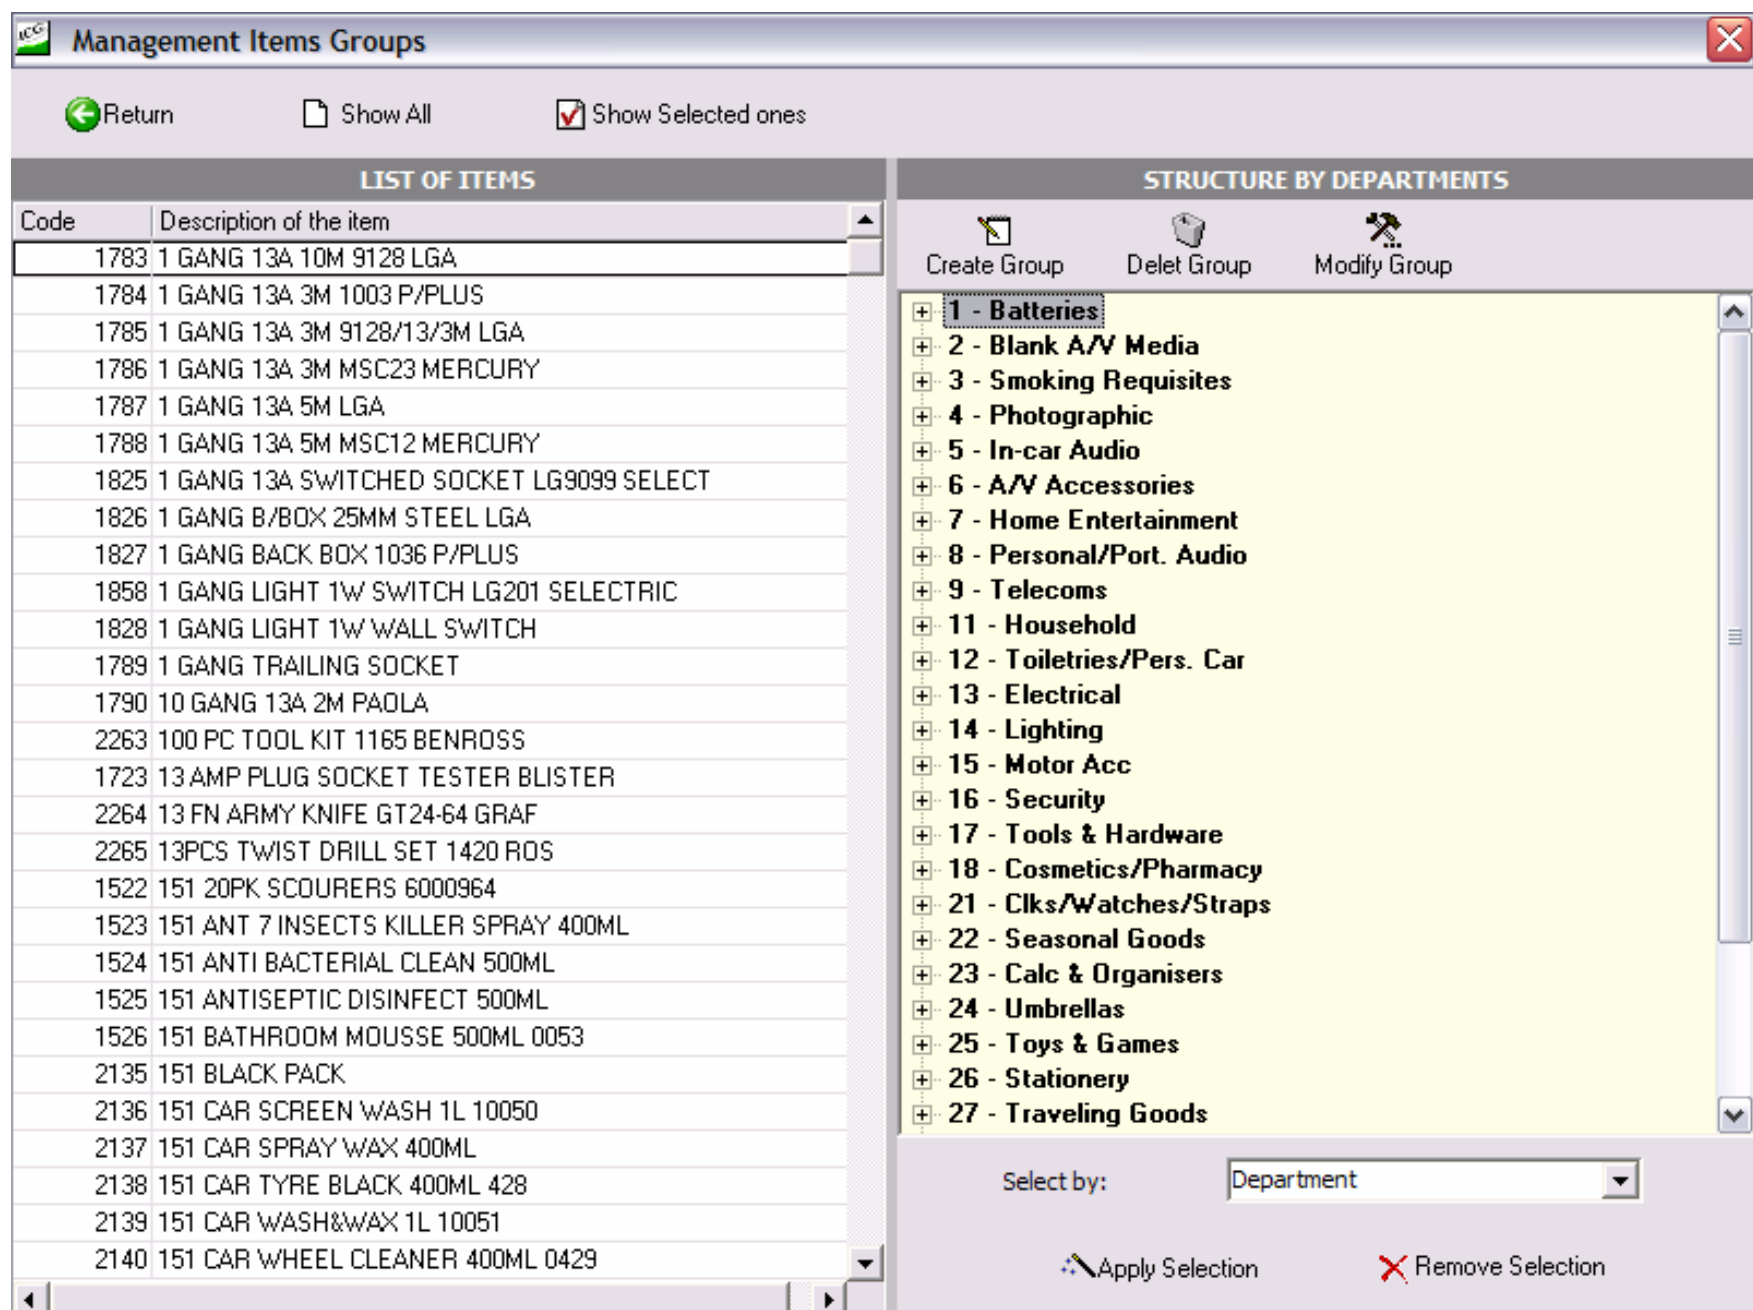 ICG Management Items Groups
Return Show All Show Selected ones
LIST OF ITEMS
Code Description of the item
1783 1 GANG 13A 10M 9128 LGA
1784 1 GANG 13A 3M 1003 P/PLUS
1785 1 GANG 13A 3M 9128/13/3M LGA
1786 1 GANG 13A 3M MSC23 MERCURY
1787 1 GANG 13A 5M LGA
1788 1 GANG 13A 5M MSC12 MERCURY
1825 1 GANG 13A SWITCHED SOCKET LG9099 SELECT
1826 1 GANG B/BOX 25MM STEEL LGA
1827 1 GANG BACK BOX 1036 P/PLUS
1858 1 GANG LIGHT 1W SWITCH LG201 SELECTRIC
1828 1 GANG LIGHT 1W WALL SWITCH
1789 1 GANG TRAILING SOCKET
1790 10 GANG 13A 2M PAOLA
2263 100 PC TOOL KIT 1165 BENROSS
1723 13 AMP PLUG SOCKET TESTER BLISTER
2264 13 FN ARMY KNIFE GT24-64 GRAF
2265 13PCS TWIST DRILL SET 1420 ROS
1522 151 20PK SCOURERS 6000964
1523 151 ANT 7 INSECTS KILLER SPRAY 400ML
1524 151 ANTI BACTERIAL CLEAN 500ML
1525 151 ANTISEPTIC DISINFECT 500ML
1526 151 BATHROOM MOUSSE 500ML 0053
2135 151 BLACK PACK
2136 151 CAR SCREEN WASH 1L 10050
2137 151 CAR SPRAY WAX 400ML
2138 151 CAR TYRE BLACK 400ML 428
2139 151 CAR WASH&WAX 1L 10051
2140 151 CAR WHEEL CLEANER 400ML 0429
STRUCTURE BY DEPARTMENTS
Create Group Delet Group Modify Group
1 - Batteries
2 - Blank A/V Media
3 - Smoking Requisites
4 - Photographic
5 - In-car Audio
6 - A/V Accessories
7 - Home Entertainment
8 - Personal/Port. Audio
9 - Telecoms
11 - Household
12 - Toiletries/Pers. Car
13 - Electrical
14 - Lighting
15 - Motor Acc
16 - Security
17 - Tools & Hardware
18 - Cosmetics/Pharmacy
21 - Clks/Watches/Straps
22 - Seasonal Goods
23 - Calc & Organisers
24 - Umbrellas
25 - Toys & Games
26 - Stationery
27 - Traveling Goods
Select by: Department
Apply Selection Remove Selection